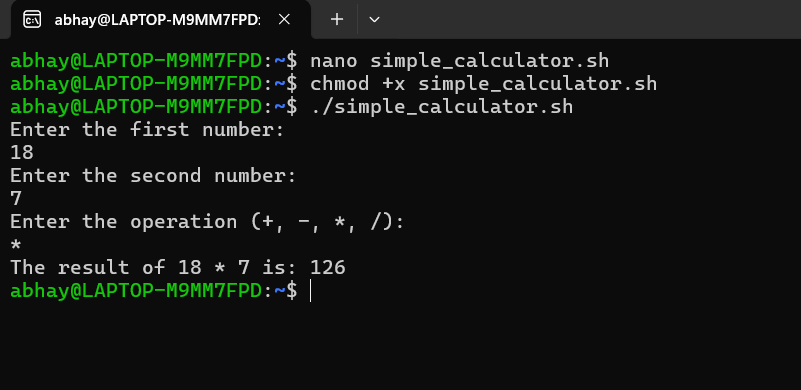 abhay@LAPTOP-M9MM7FPD:
abhay@LAPTOP-M9MM7FPD:~$ nano simple_calculator.sh
abhay@LAPTOP-M9MM7FPD:~$ chmod +x simple_calculator.sh
abhay@LAPTOP-M9MM7FPD:~$ ./simple_calculator.sh
Enter the first number:
18
Enter the second number:
7
Enter the operation (+, -, *, /):
*
The result of 18 * 7 is: 126
abhay@LAPTOP-M9MM7FPD:~$